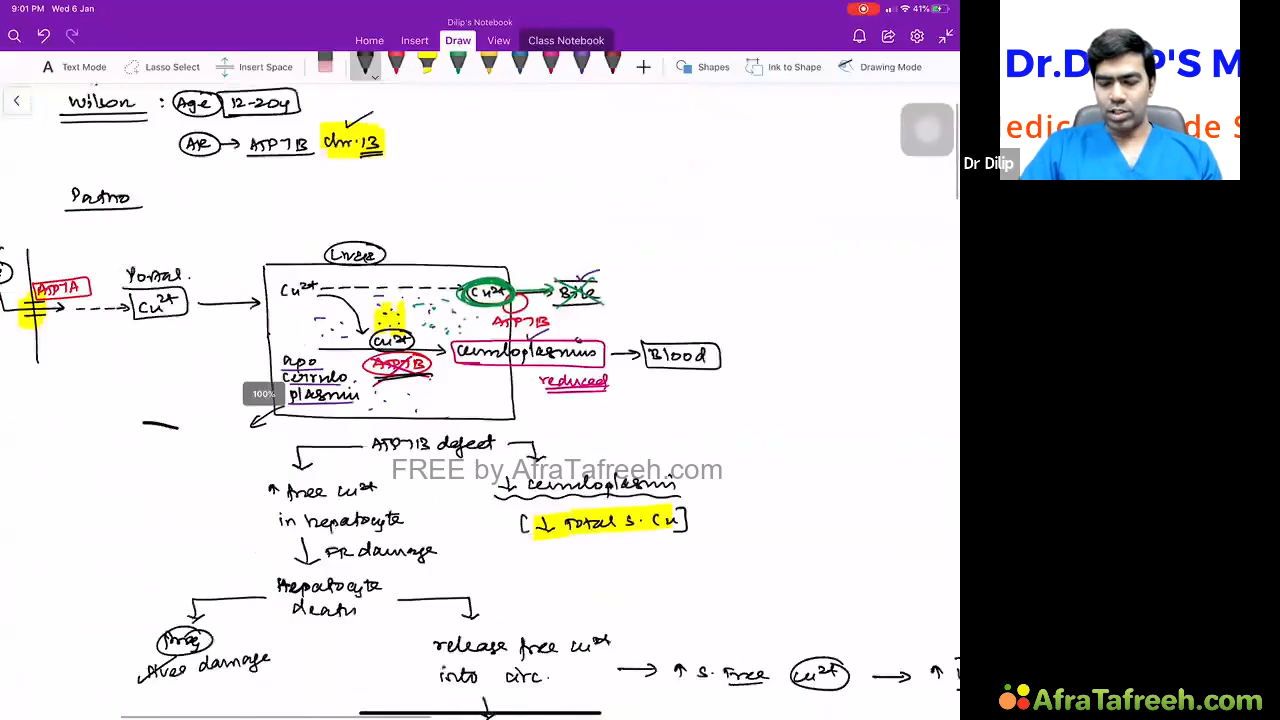 9:01 PM Wed 6 Jan
41%
Dilip's Notebook
Home Insert Draw View Class Notebook
Text Mode Lasso Select Insert Space Shapes Ink to Shape Drawing Mode
Dr.D P'S M
edic de S
Dr Dilip
Wilson : Age 12-20y
AR → ATP7B chr.13
Patho
Liver
ATP7A
Portal.
Cu2+ → Cu2+ Cu2+ → Bile
ATP7B
Cu2+
apo
cerrulo
plasmin
ATP7B
ceruloplasmin → Blood
reduced
100%
ATP7B defect
FREE by AfraTafreeh.com
↑ free Cu2+
in hepatocyte
↓ ceruloplasmin
[ ↓ Total S. Cu ]
↓ FR damage
Hepatocyte
death
liver damage
release free Cu2+
into circ.
→ ↑ S. Free Cu2+ → ↑
AfraTafreeh.com